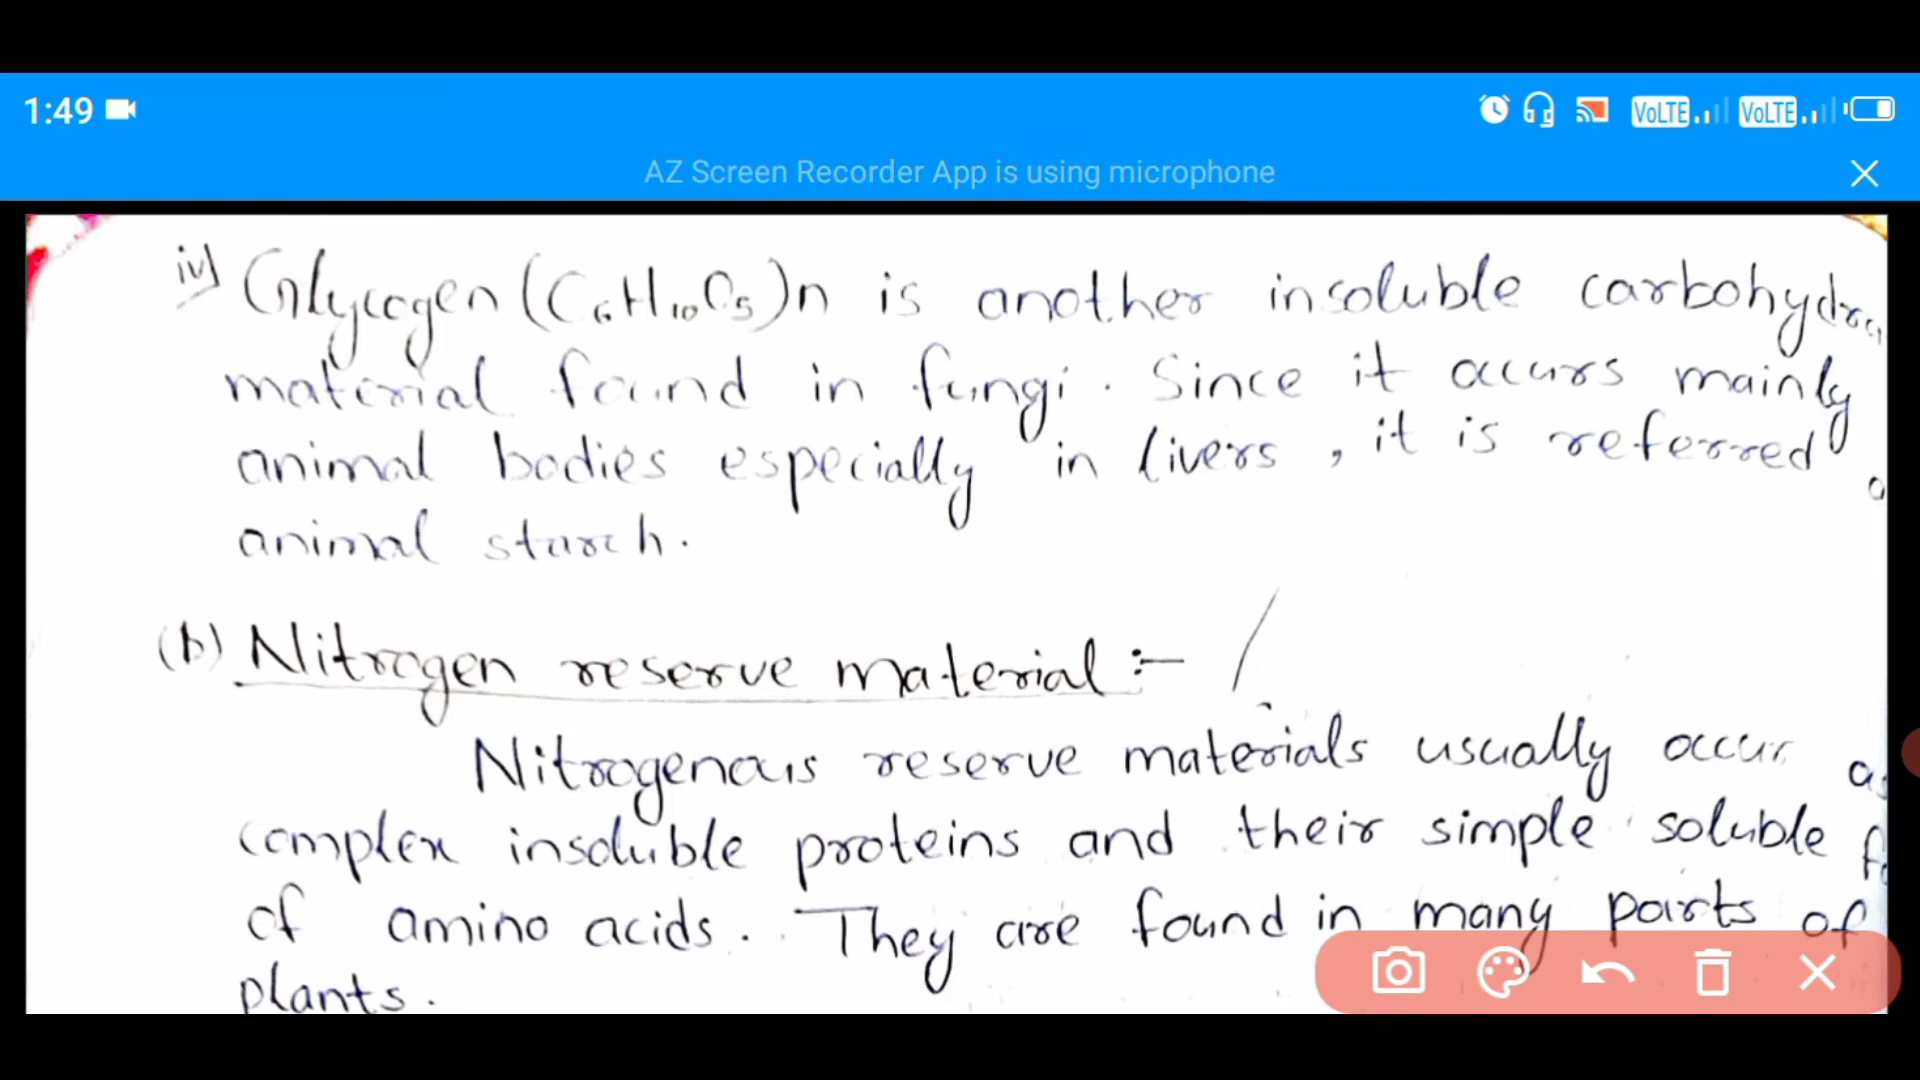 1:49 VoLTE VoLTE
AZ Screen Recorder App is using microphone
iv) Glycogen (C₆H₁₀O₅)n is another insoluble carbohydra
material found in fungi. Since it occurs mainly
animal bodies especially in livers, it is referred a
animal starch.
(b) Nitrogen reserve material :-
Nitrogenous reserve materials usually occur as
complex insoluble proteins and their simple soluble fo
of amino acids. They are found in many parts of
plants.